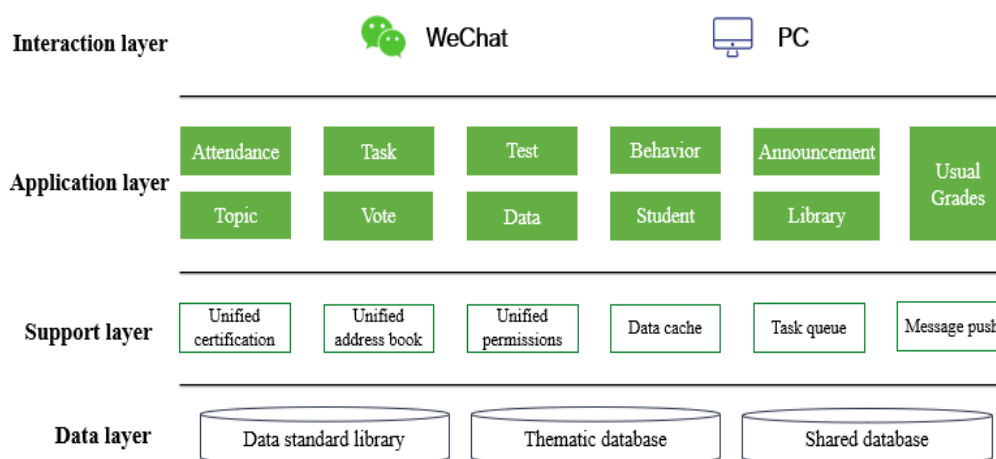 Interaction layer
WeChat
PC
Application layer
Attendance
Task
Test
Behavior
Announcement
Usual
Grades
Topic
Vote
Data
Student
Library
Support layer
Unified
certification
Unified
address book
Unified
permissions
Data cache
Task queue
Message push
Data layer
Data standard library
Thematic database
Shared database